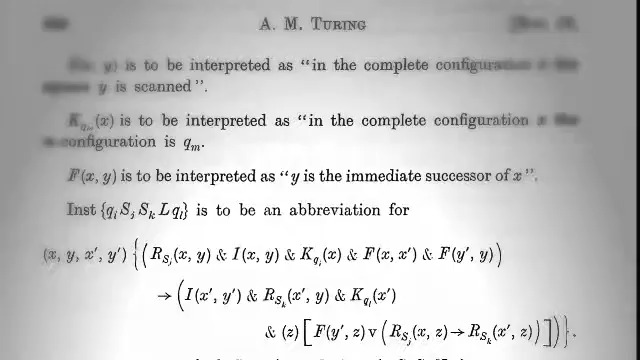 A. M. TURING
y) is to be interpreted as “in the complete configuration
y is scanned”.
K_{q_m}(x) is to be interpreted as “in the complete configuration x the
configuration is q_m.
F(x, y) is to be interpreted as “y is the immediate successor of x”.
Inst {q_i S_j S_k L q_l} is to be an abbreviation for
(x, y, x′, y′) {(R_{S_j}(x, y) & I(x, y) & K_{q_i}(x) & F(x, x′) & F(y′, y))
→ (I(x′, y′) & R_{S_k}(x′, y) & K_{q_l}(x′)
& (z) [F(y′, z) v (R_{S_j}(x, z) → R_{S_k}(x′, z))])}.